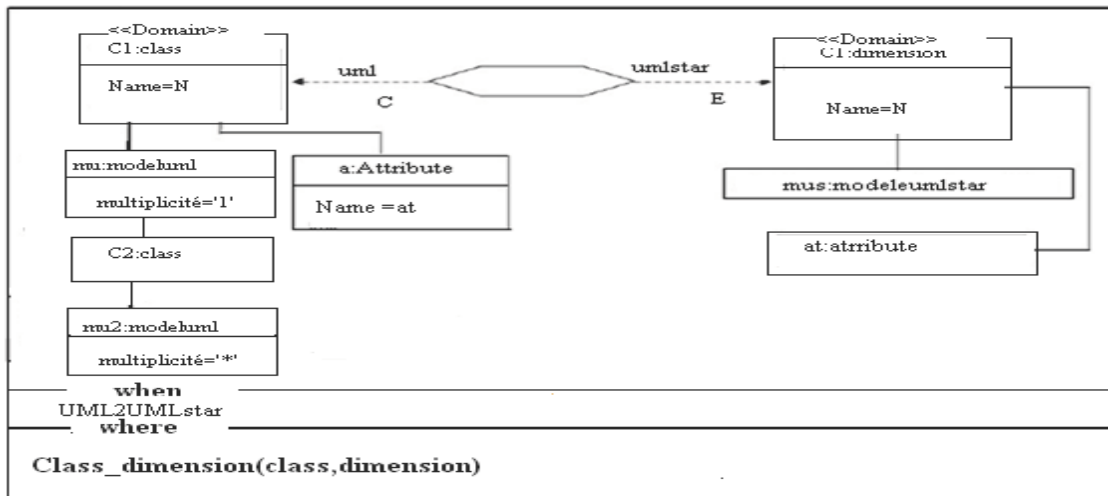 <<Domain>>
C1:class
Name=N
uml
C
umlstar
E
<<Domain>>
C1:dimension
Name=N
mu:modeluml
multiplicité='1'
a:Attribute
Name =at
mus:modeleumlstar
C2:class
at:atrribute
mu2:modeluml
multiplicité='*'
when
UML2UMLstar
where
Class_dimension(class,dimension)